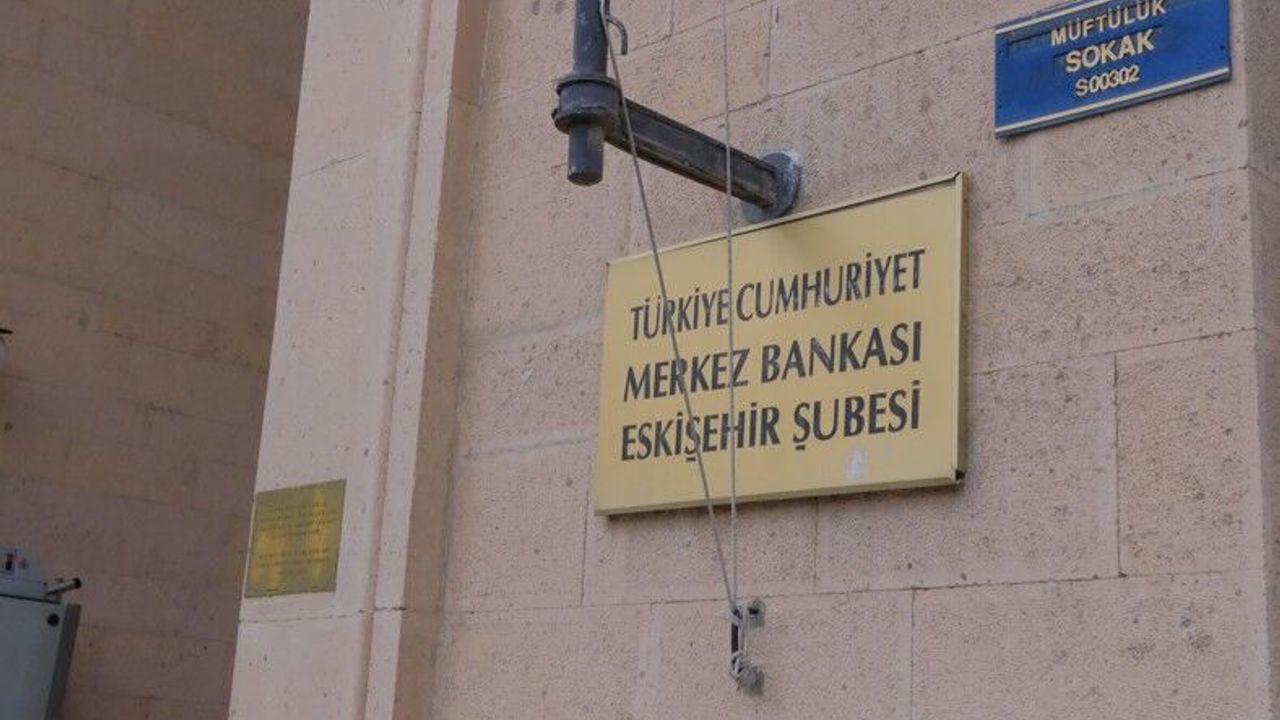 MÜFTÜLÜK
SOKAK
S00302
TÜRKİYE CUMHURİYET
MERKEZ BANKASI
ESKİŞEHİR ŞUBESİ